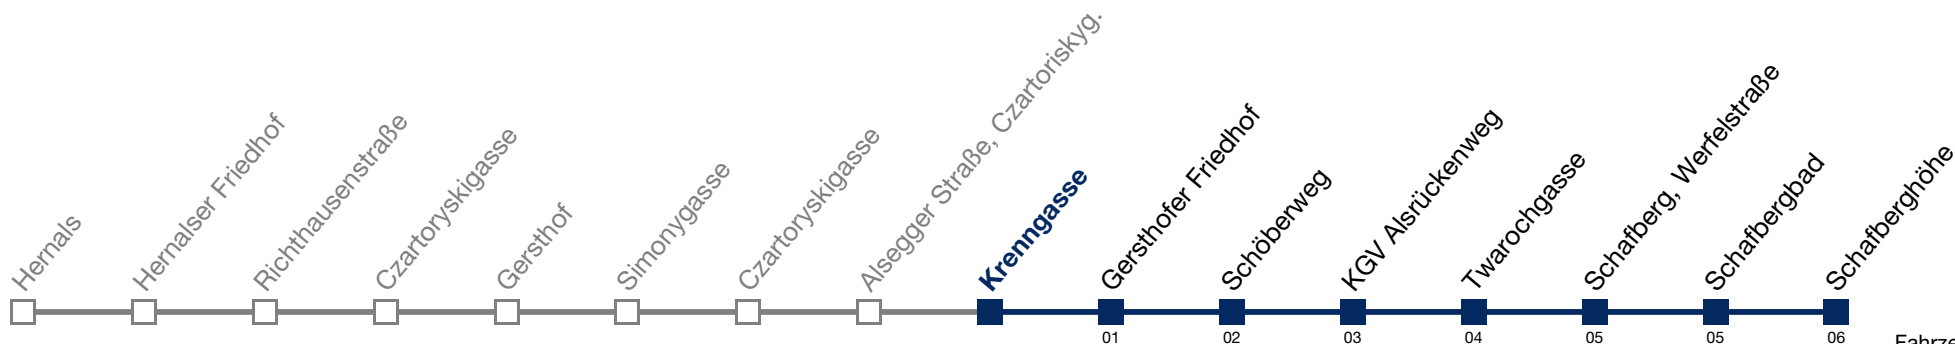 Hernals
Hernalser Friedhof
Richthausenstraße
Czartoryskigasse
Gersthof
Simonygasse
Czartoryskigasse
Alsegger Straße, Czartoriskyg.
Krenngasse
Gersthofer Friedhof
Schöberweg
KGV Alsrückenweg
Twarochgasse
Schafberg, Werfelstraße
Schafbergbad
Schafberghöhe
01 02 03 04 05 05 06